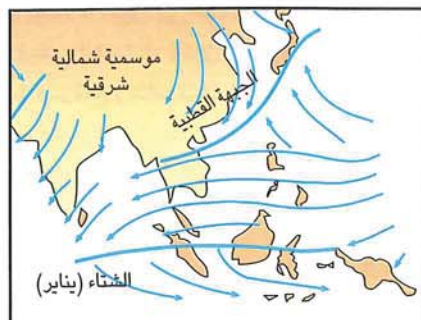 موسمية شمالية
شرقية
الجبهة القطبية
الشتاء (يناير)